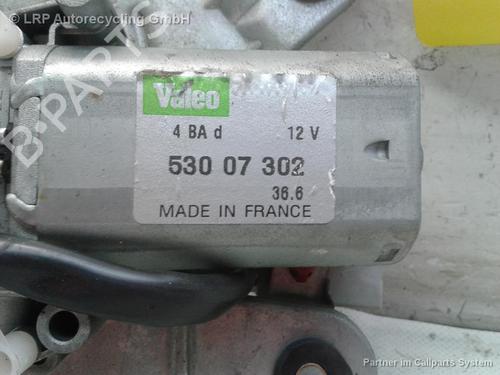 © LRP Autorecycling GmbH
B-PARTS
Valeo
4 BA d 12 V
530 07 302
36.6
MADE IN FRANCE
Partner im Callparts System